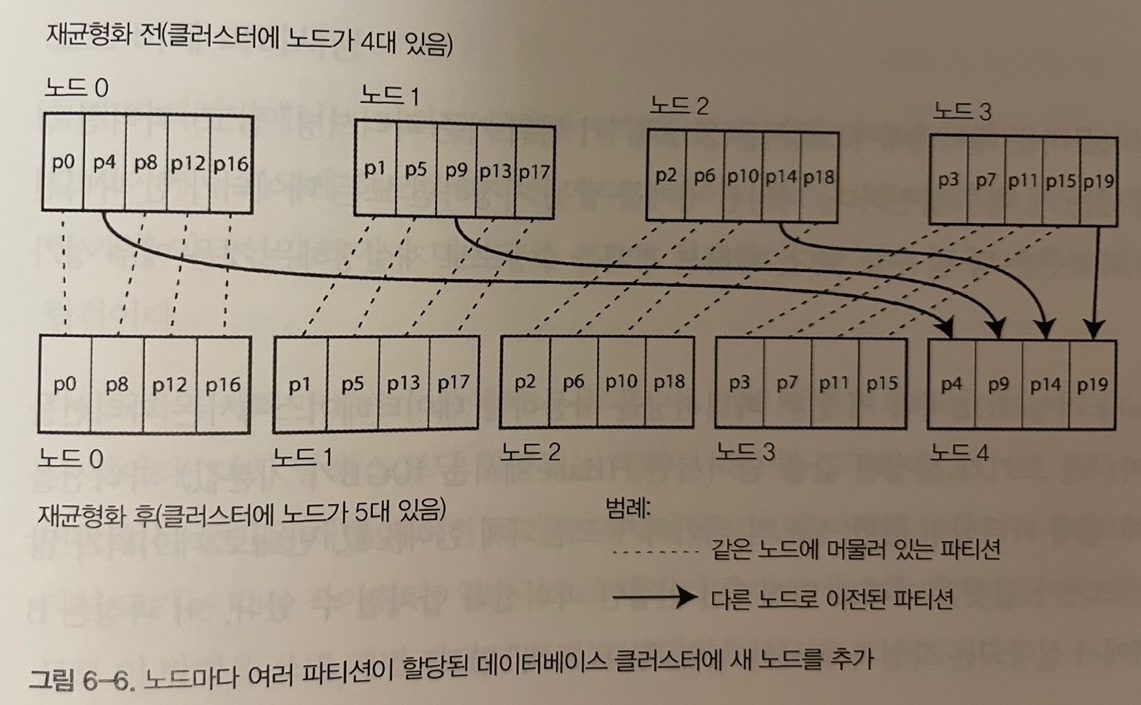 재균형화 전(클러스터에 노드가 4대 있음)
노드 0
노드 1
노드 2
노드 3
p0 p4 p8 p12 p16
p1 p5 p9 p13 p17
p2 p6 p10 p14 p18
p3 p7 p11 p15 p19
p0 p8 p12 p16
p1 p5 p13 p17
p2 p6 p10 p18
p3 p7 p11 p15
p4 p9 p14 p19
노드 0
노드 1
노드 2
노드 3
노드 4
재균형화 후(클러스터에 노드가 5대 있음)
범례:
같은 노드에 머물러 있는 파티션
다른 노드로 이전된 파티션
그림 6-6. 노드마다 여러 파티션이 할당된 데이터베이스 클러스터에 새 노드를 추가